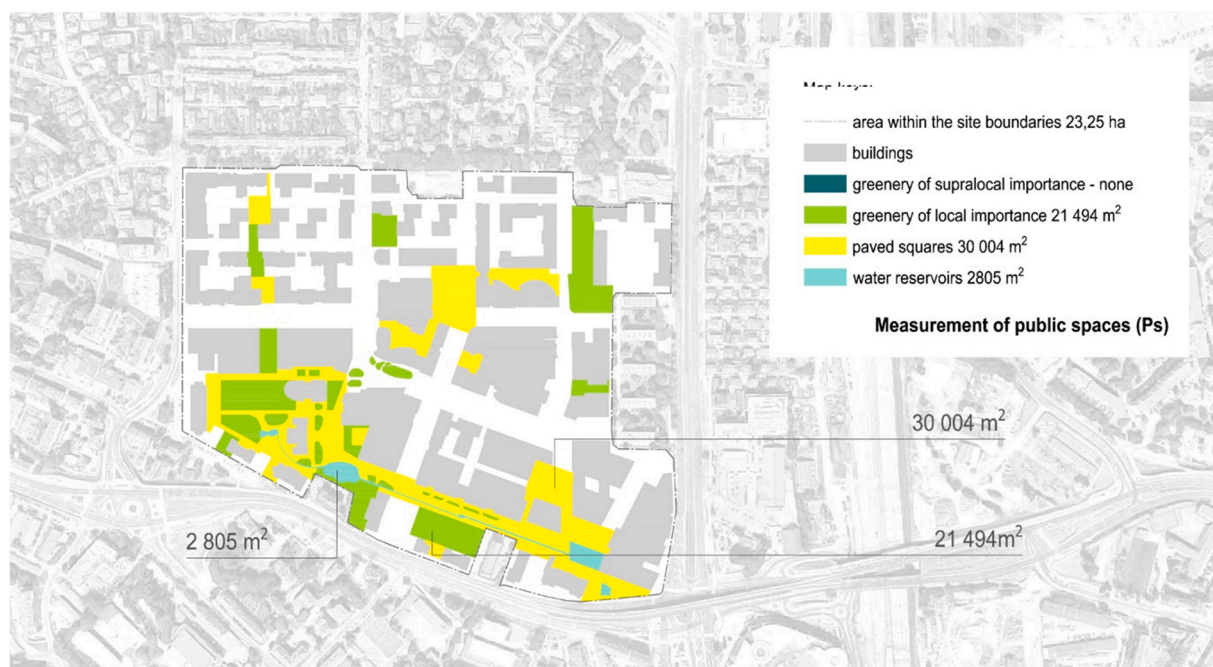 area within the site boundaries 23,25 ha
buildings
greenery of supralocal importance - none
greenery of local importance 21 494 m²
paved squares 30 004 m²
water reservoirs 2805 m²
Measurement of public spaces (Ps)
30 004 m²
2 805 m²
21 494m²